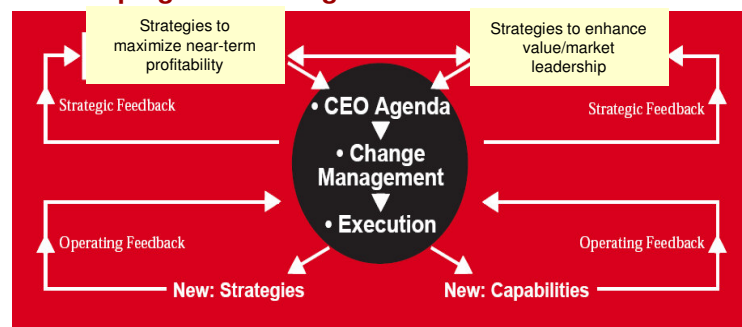 Strategies to
maximize near-term
profitability
Strategies to enhance
value/market
leadership
Strategic Feedback
Strategic Feedback
• CEO Agenda
• Change
Management
• Execution
Operating Feedback
Operating Feedback
New: Strategies
New: Capabilities